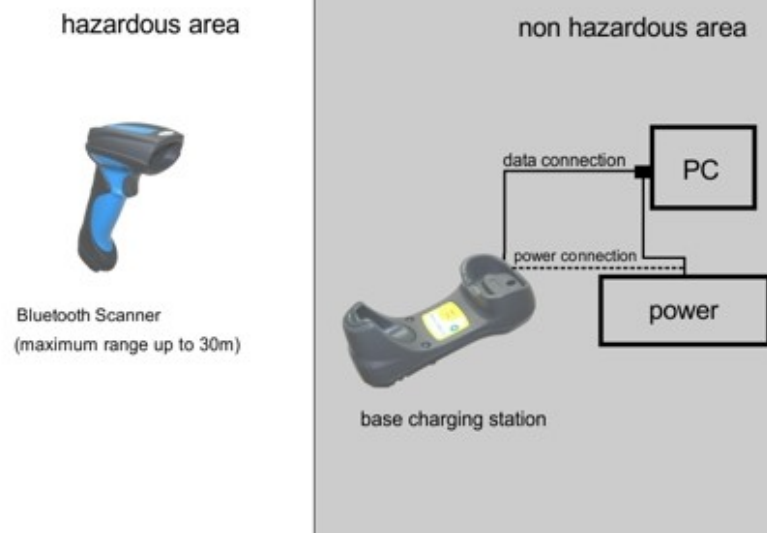 hazardous area
non hazardous area
data connection
PC
power connection
power
Bluetooth Scanner
(maximum range up to 30m)
base charging station